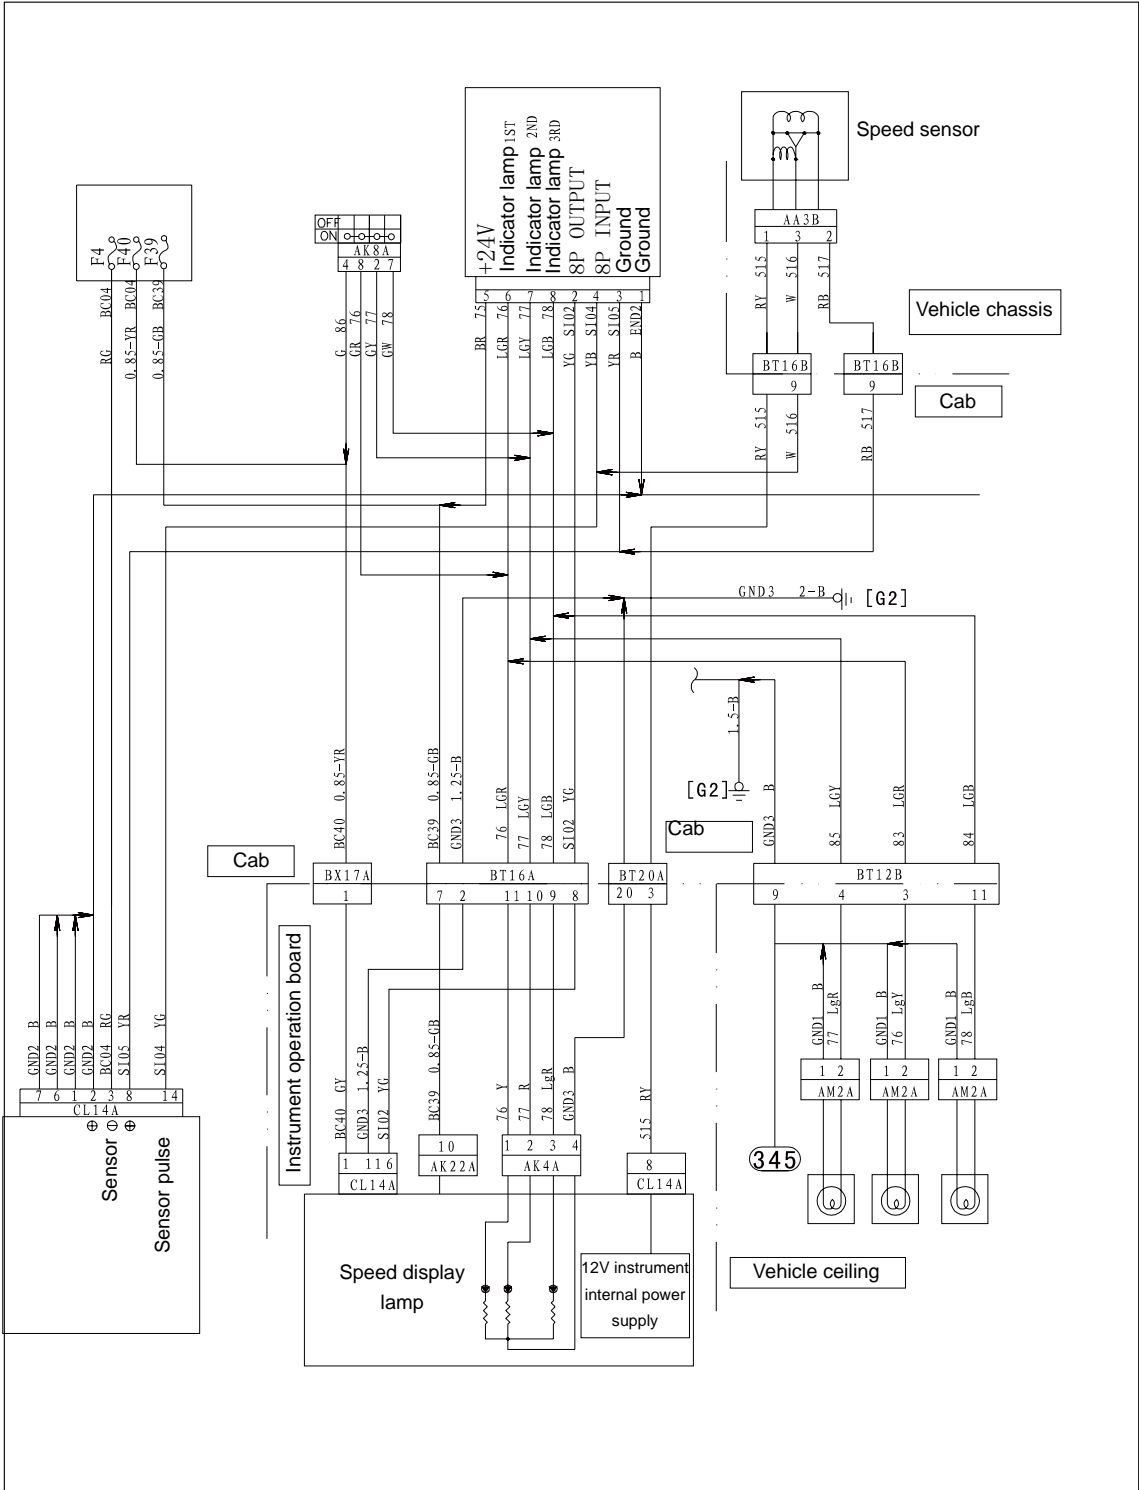 Speed sensor
AA3B
1 3 2
RY 515
W 516
RB 517
Vehicle chassis
BT16B
9
BT16B
9
Cab
RY 515
W 516
RB 517
F4
F40
F39
RG BC04
0.85-YR BC04
0.85-GB BC39
OFF
ON
AK8A
4 8 2 7
G 86
GR 76
GY 77
GW 78
+24V
Indicator lamp 1ST
Indicator lamp 2ND
Indicator lamp 3RD
8P OUTPUT
8P INPUT
Ground
Ground
5 6 7 8 2 4 3 1
BR 75
LGR 76
LGY 77
LGB 78
YG SI02
YB SI04
YR SI05
B END2
GND3 2-B [G2]
1.5-B
[G2]
BC40 0.85-YR
BC39 0.85-GB
GND3 1.25-B
76 LGR
77 LGY
78 LGB
SI02 YG
GND3 B
85 LGY
83 LGR
84 LGB
Cab
Cab
BX17A
1
BT16A
7 2 11 10 9 8
BT20A
20 3
BT12B
9 4 3 11
Instrument operation board
GND2 B
GND2 B
GND2 B
GND2 B
BC04 RG
SI05 YR
SI04 YG
7 6 1 2 3 8 14
CL14A
⊕ ⊖ ⊕
Sensor
Sensor pulse
BC40 GY
GND3 1.25-B
SI02 YG
BC39 0.85-GB
76 Y
77 R
78 LgR
GND3 B
515 RY
1 11 6
CL14A
10
AK22A
1 2 3 4
AK4A
8
CL14A
GND1 B
77 LgR
GND1 B
76 LgY
GND1 B
78 LgB
1 2
AM2A
1 2
AM2A
1 2
AM2A
345
Speed display
lamp
12V instrument
internal power
supply
Vehicle ceiling